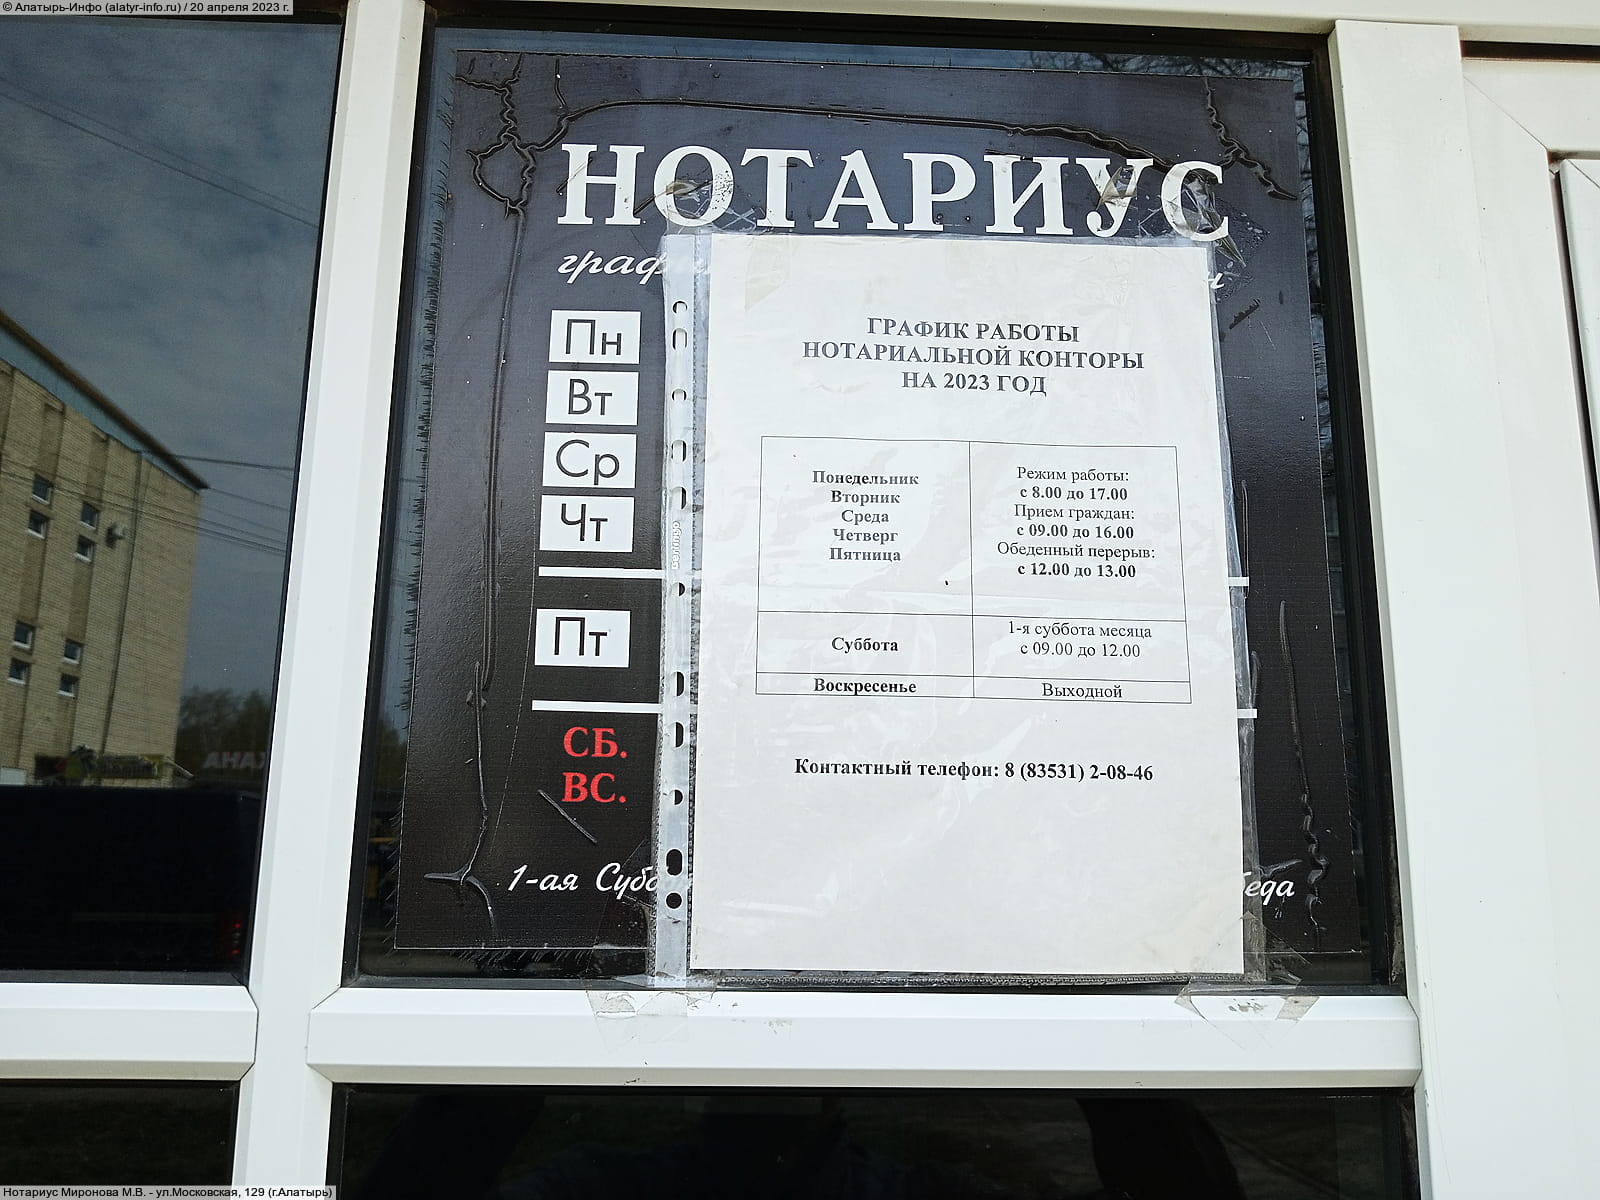 © Алатырь-Инфо (alatyr-info.ru) / 20 апреля 2023 г.
НОТАРИУС
ГРАФИК РАБОТЫ
НОТАРИАЛЬНОЙ КОНТОРЫ
НА 2023 ГОД
Пн
Вт
Ср
Чт
Пт
СБ.
ВС.
1-ая
Понедельник
Вторник
Среда
Четверг
Пятница
Режим работы:
с 8.00 до 17.00
Прием граждан:
с 09.00 до 16.00
Обеденный перерыв:
с 12.00 до 13.00
Суббота
1-я суббота месяца
с 09.00 до 12.00
Воскресенье
Выходной
Контактный телефон: 8 (83531) 2-08-46
Нотариус Миронова М.В. - ул.Московская, 129 (г.Алатырь)